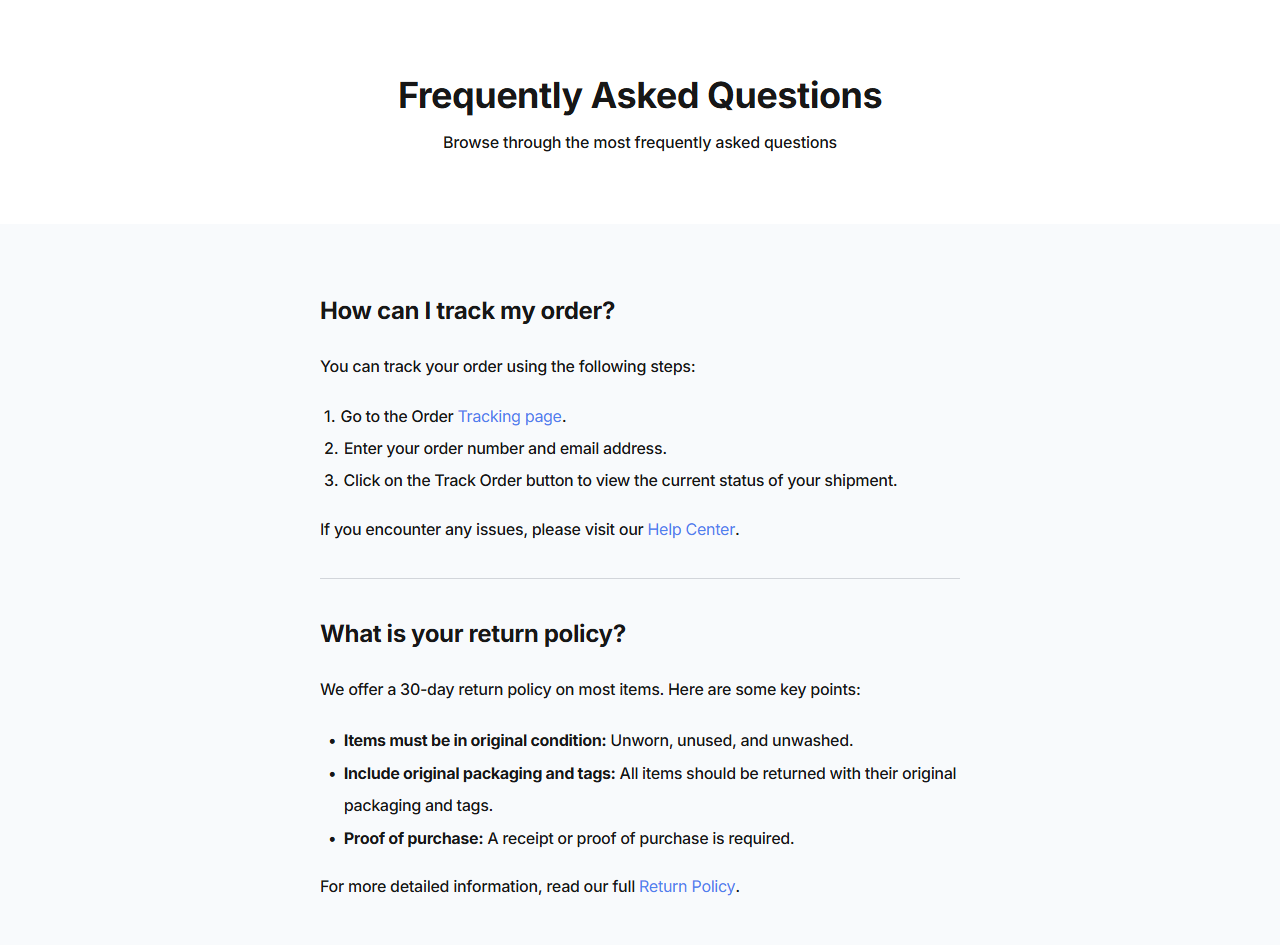 Frequently Asked Questions
Browse through the most frequently asked questions
How can I track my order?
You can track your order using the following steps:
1. Go to the Order Tracking page.
2. Enter your order number and email address.
3. Click on the Track Order button to view the current status of your shipment.
If you encounter any issues, please visit our Help Center.
What is your return policy?
We offer a 30-day return policy on most items. Here are some key points:
• Items must be in original condition: Unworn, unused, and unwashed.
• Include original packaging and tags: All items should be returned with their original
packaging and tags.
• Proof of purchase: A receipt or proof of purchase is required.
For more detailed information, read our full Return Policy.